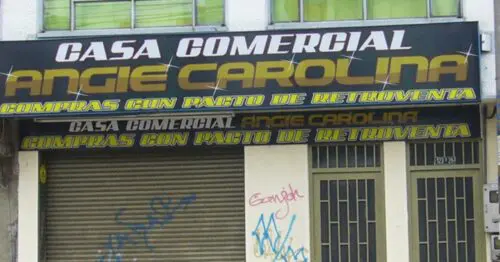 CASA COMERCIAL
ANGIE CAROLINA
COMPRAS CON PACTO DE RETROVENTA
CASA COMERCIAL ANGIE CAROLINA
COMPRAS CON PACTO DE RETROVENTA